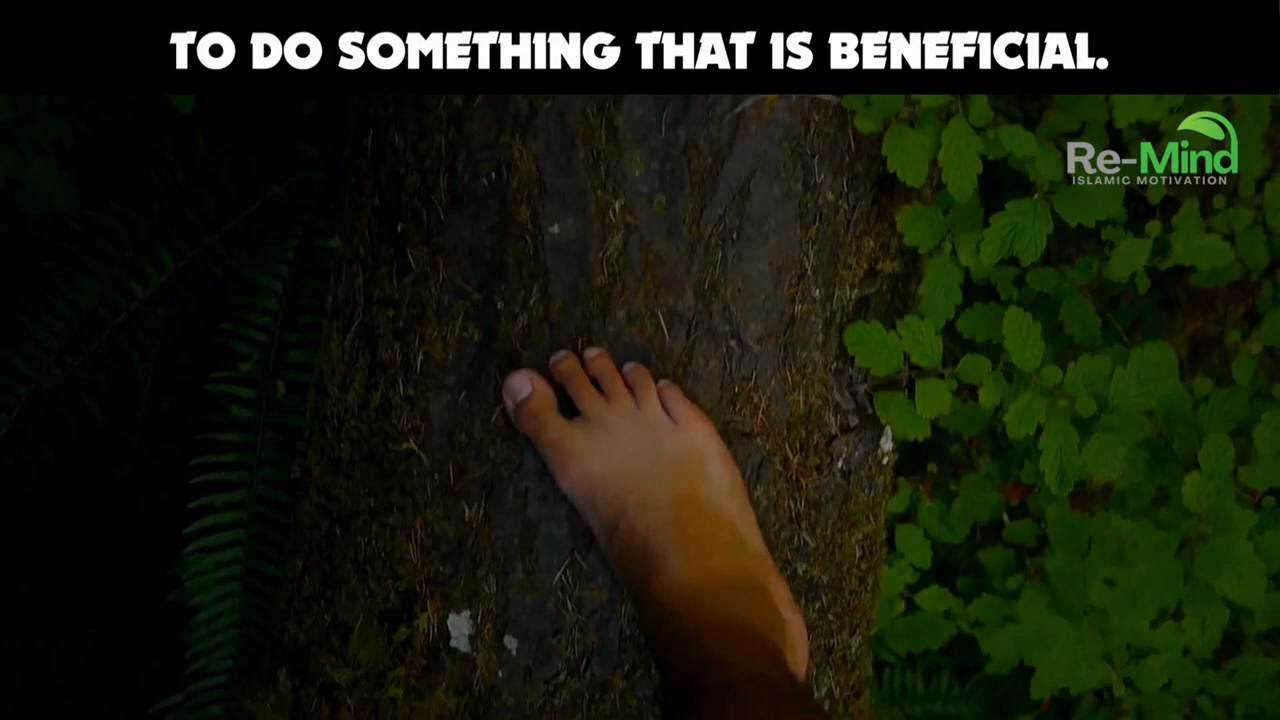 TO DO SOMETHING THAT IS BENEFICIAL.
Re-Mind
ISLAMIC MOTIVATION